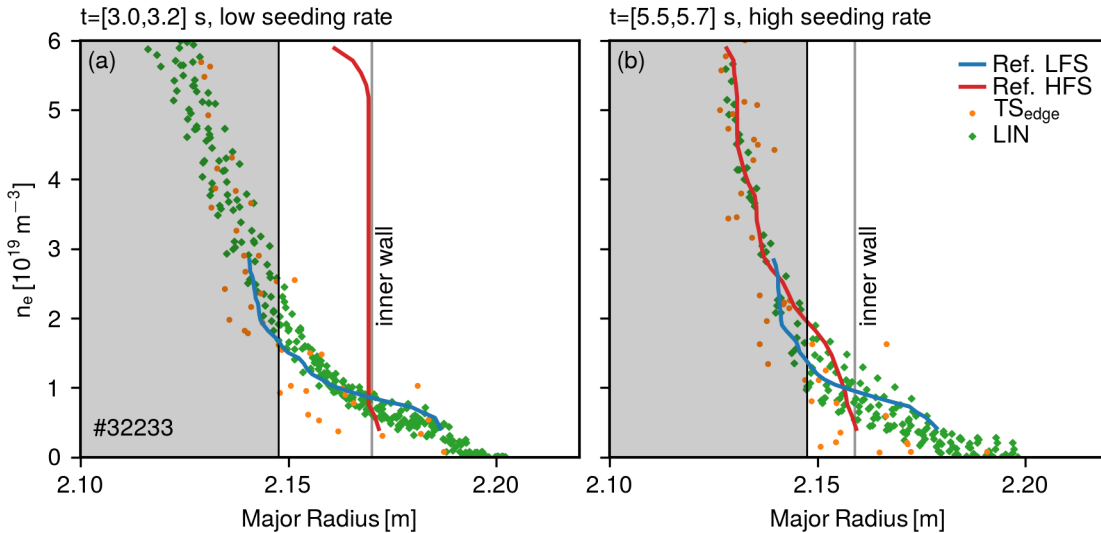 t=[3.0,3.2] s, low seeding rate
t=[5.5,5.7] s, high seeding rate
(a)
(b)
Ref. LFS
Ref. HFS
TSedge
LIN
inner wall
inner wall
#32233
6
5
4
3
2
1
0
ne [10^19 m^−3]
2.10
2.15
2.20
2.10
2.15
2.20
Major Radius [m]
Major Radius [m]